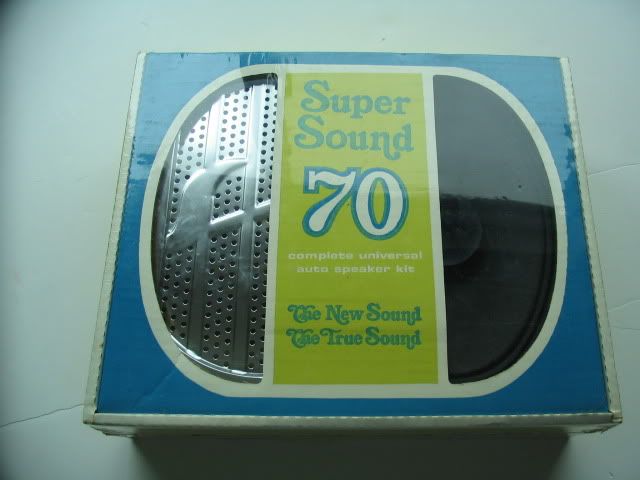 Super
Sound
70
complete universal
auto speaker kit
The New Sound
The True Sound